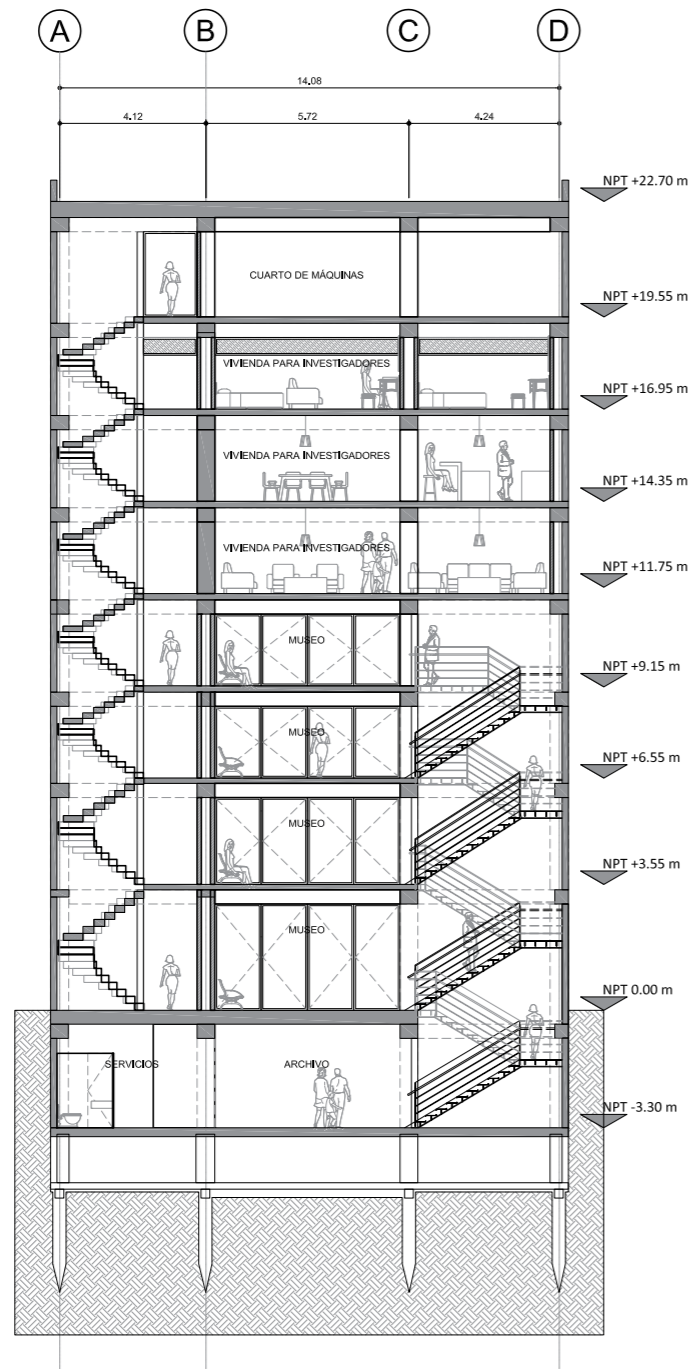 A B C D
14.08
4.12 5.72 4.24
NPT +22.70 m
CUARTO DE MÁQUINAS
NPT +19.55 m
VIVIENDA PARA INVESTIGADORES
NPT +16.95 m
VIVIENDA PARA INVESTIGADORES
NPT +14.35 m
VIVIENDA PARA INVESTIGADORES
NPT +11.75 m
MUSEO
NPT +9.15 m
MUSEO
NPT +6.55 m
MUSEO
NPT +3.55 m
MUSEO
NPT 0.00 m
SERVICIOS ARCHIVO
NPT -3.30 m